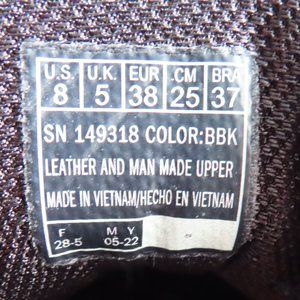 U.S. U.K. EUR .CM BRA
8 5 38 25 37
SN 149318 COLOR:BBK
LEATHER AND MAN MADE UPPER
MADE IN VIETNAM/HECHO EN VIETNAM
F M Y
28-5 05-22